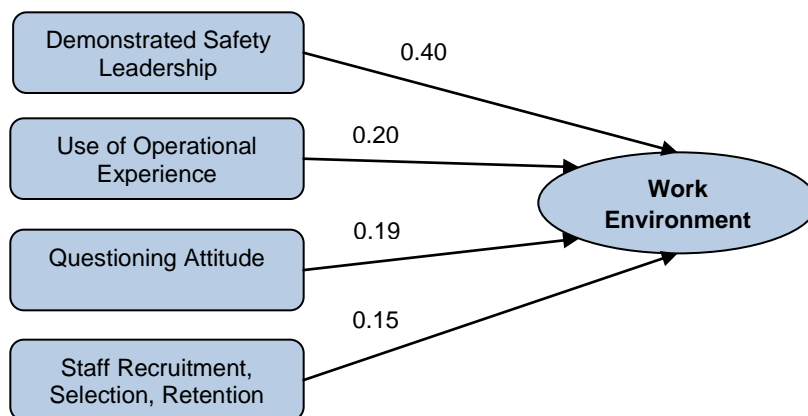 Demonstrated Safety
Leadership
0.40
Use of Operational
Experience
0.20
Work
Environment
Questioning Attitude
0.19
Staff Recruitment,
Selection, Retention
0.15